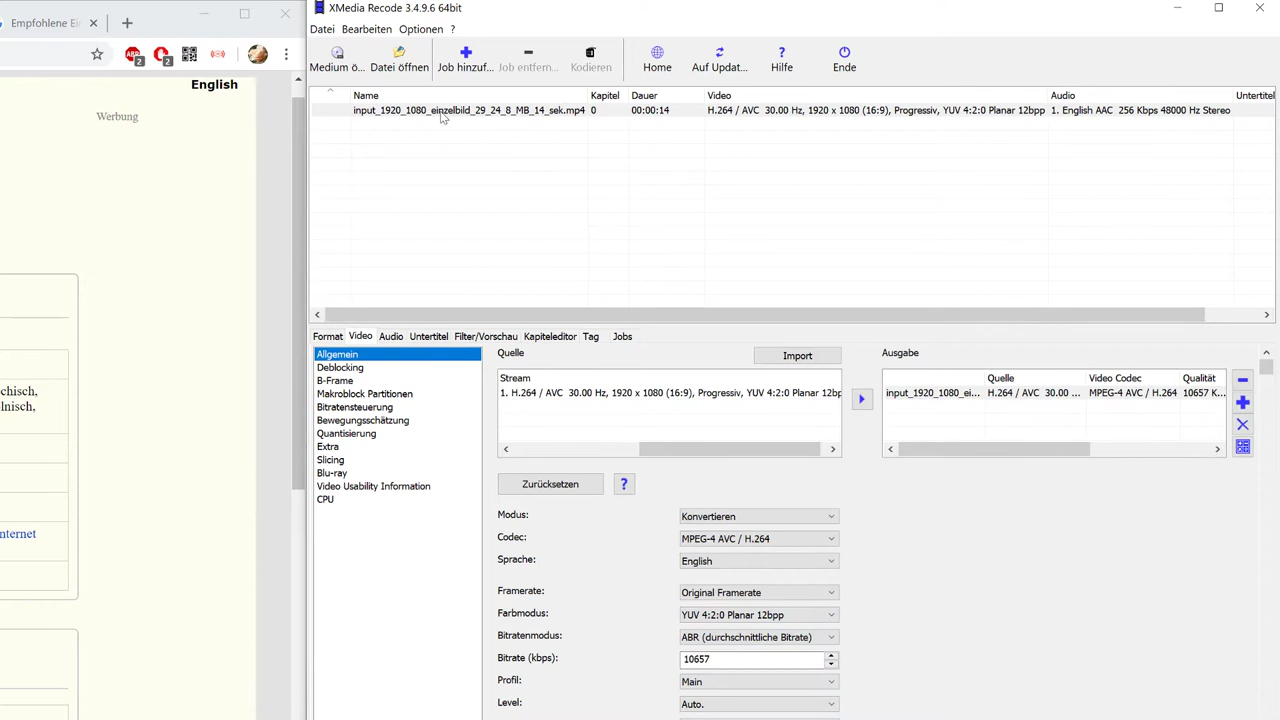 Empfohlene Ei
English
Werbung
chisch,
olnisch,
nternet
XMedia Recode 3.4.9.6 64bit
Datei Bearbeiten Optionen ?
Medium ö... Datei öffnen Job hinzuf... Job entfern... Kodieren Home Auf Updat... Hilfe Ende
Name Kapitel Dauer Video Audio Untertitel
input_1920_1080_einzelbild_29_24_8_MB_14_sek.mp4 0 00:00:14 H.264 / AVC 30.00 Hz, 1920 x 1080 (16:9), Progressiv, YUV 4:2:0 Planar 12bpp 1. English AAC 256 Kbps 48000 Hz Stereo
Format Video Audio Untertitel Filter/Vorschau Kapiteleditor Tag Jobs
Allgemein
Deblocking
B-Frame
Makroblock Partitionen
Bitratensteuerung
Bewegungsschätzung
Quantisierung
Extra
Slicing
Blu-ray
Video Usability Information
CPU
Quelle Import
Stream
1. H.264 / AVC 30.00 Hz, 1920 x 1080 (16:9), Progressiv, YUV 4:2:0 Planar 12bp
Ausgabe
Quelle Video Codec Qualität
input_1920_1080_ei... H.264 / AVC 30.00 ... MPEG-4 AVC / H.264 10657 K...
Zurücksetzen ?
Modus: Konvertieren
Codec: MPEG-4 AVC / H.264
Sprache: English
Framerate: Original Framerate
Farbmodus: YUV 4:2:0 Planar 12bpp
Bitratenmodus: ABR (durchschnittliche Bitrate)
Bitrate (kbps): 10657
Profil: Main
Level: Auto.